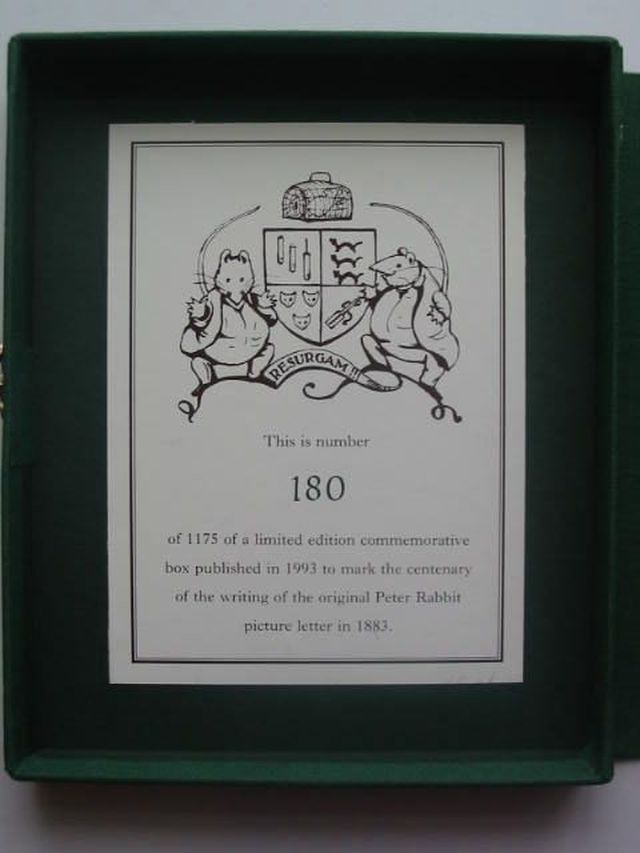 RESURGAM!!
This is number
180
of 1175 of a limited edition commemorative
box published in 1993 to mark the centenary
of the writing of the original Peter Rabbit
picture letter in 1883.